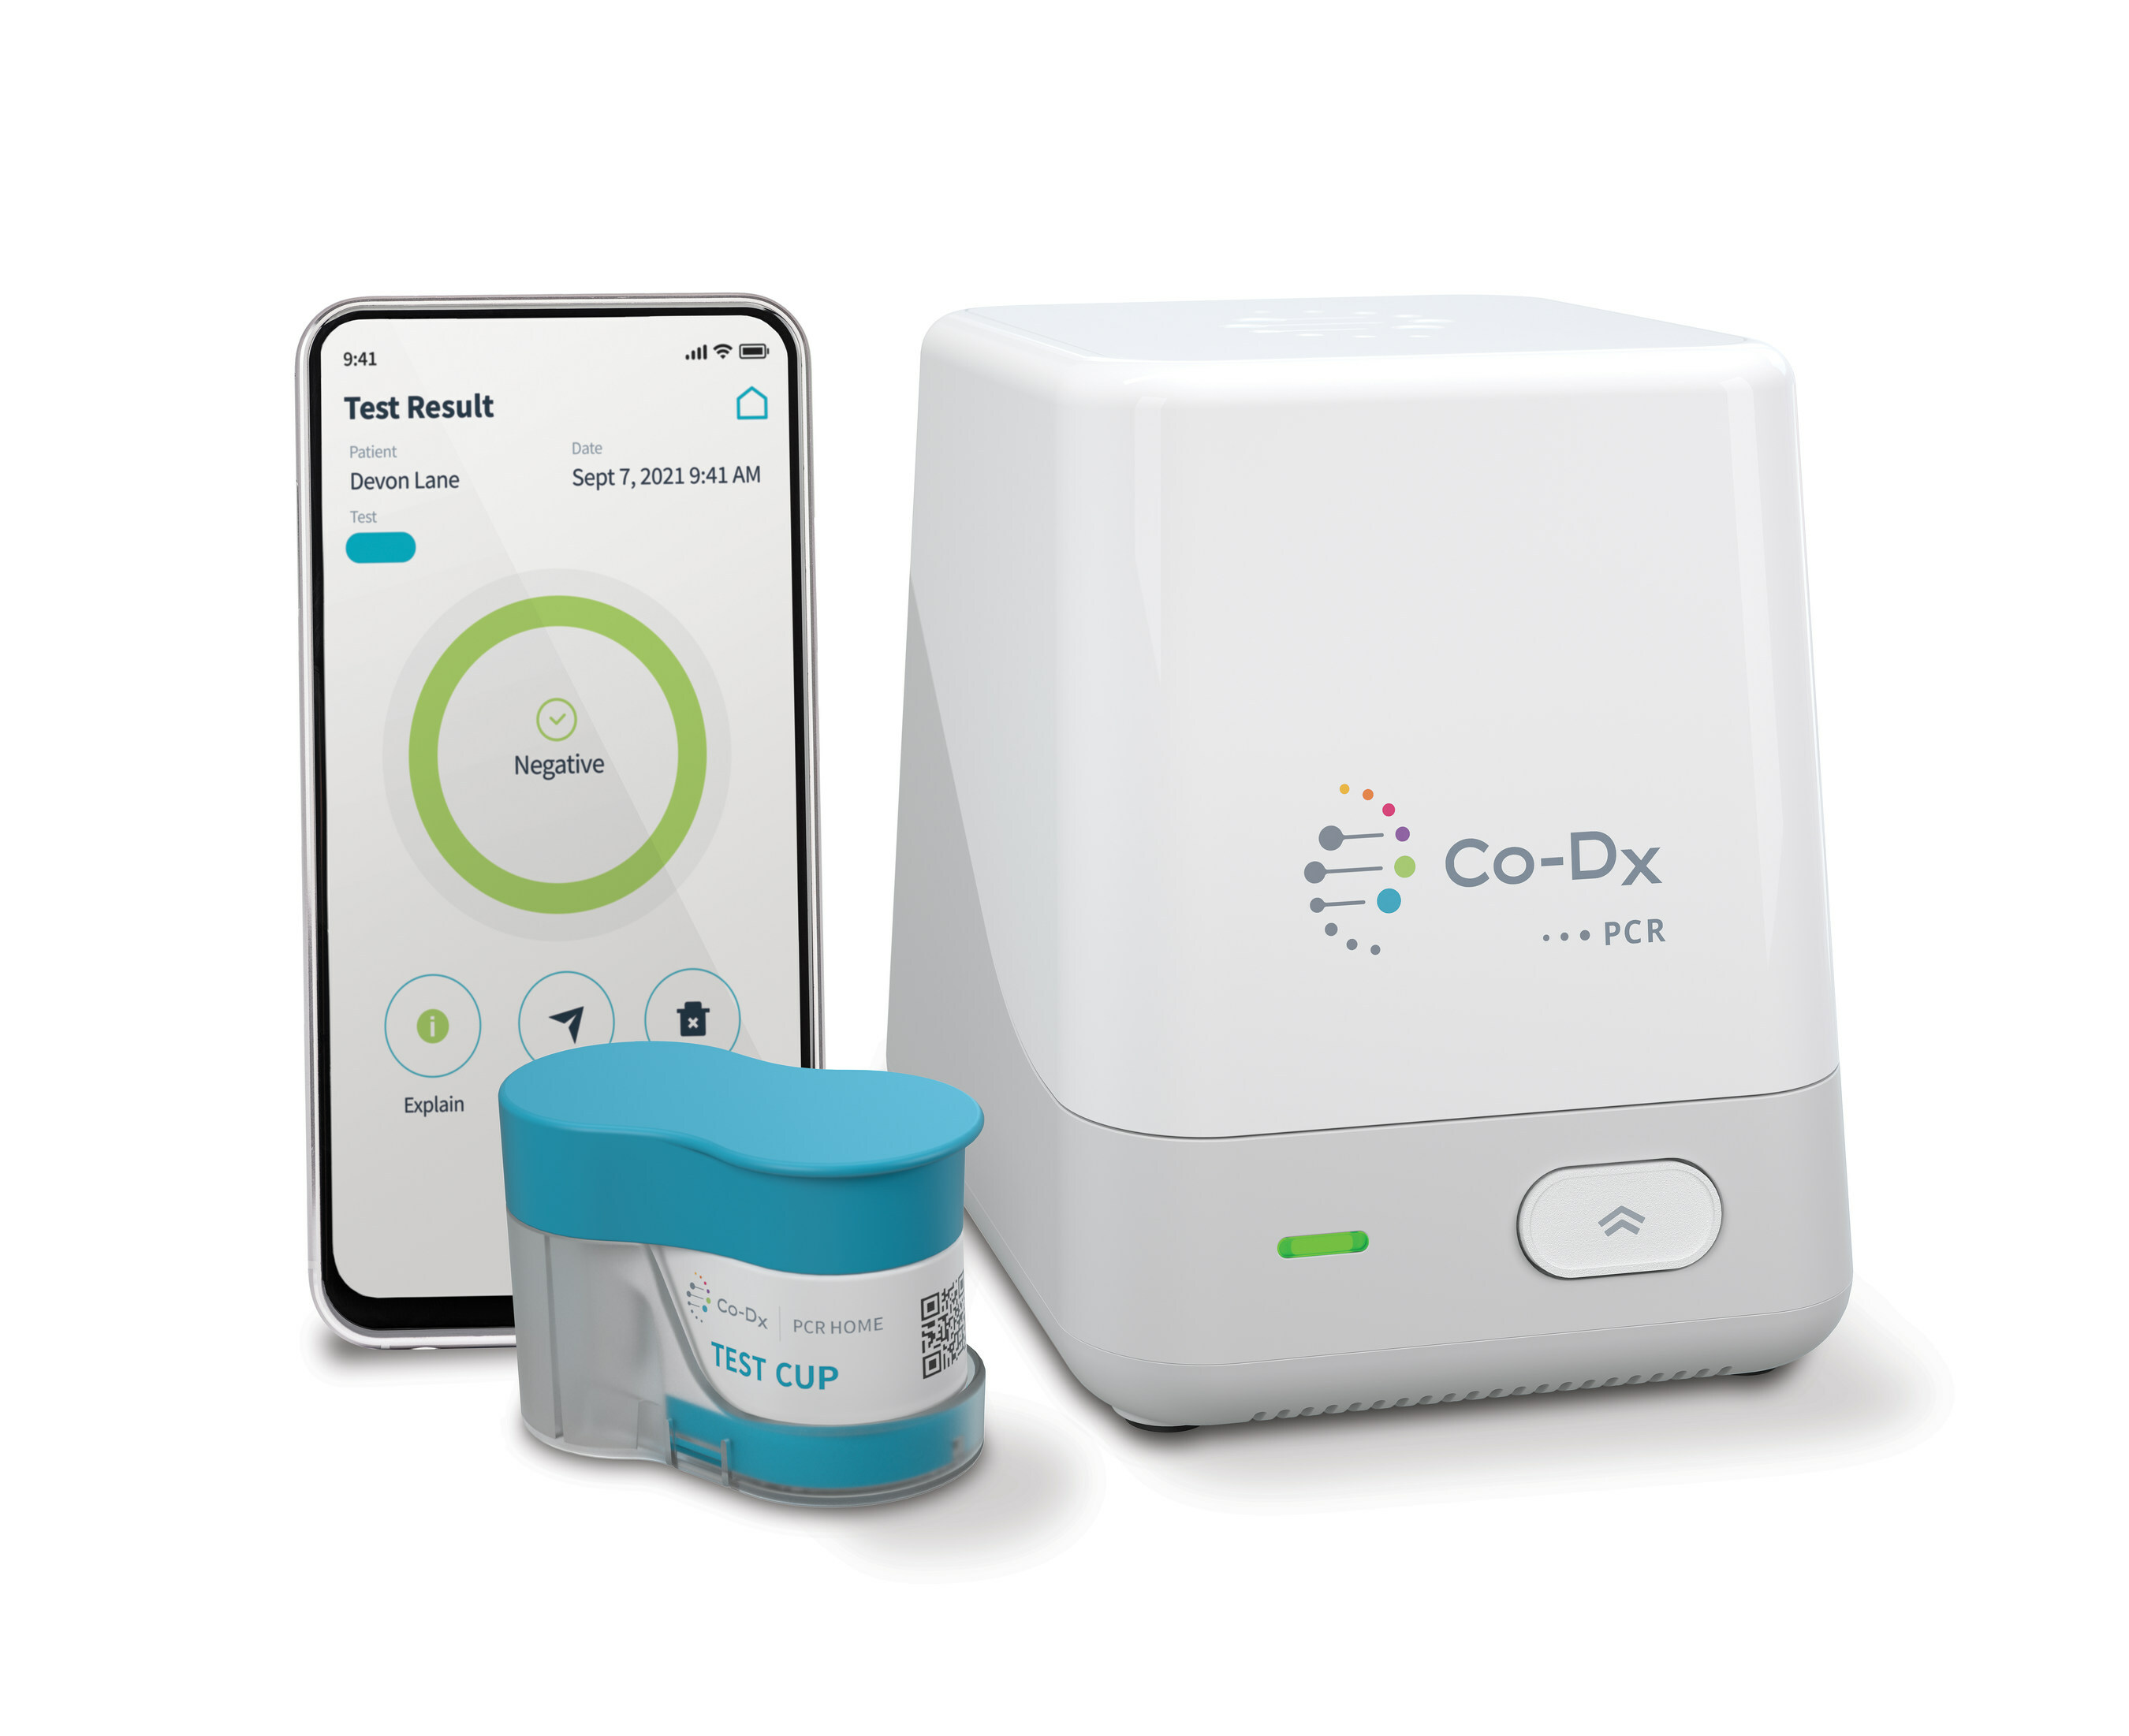 9:41
Test Result
Patient
Devon Lane
Date
Sept 7, 2021 9:41 AM
Test
Negative
Explain
Co-Dx
PCR
Co-Dx | PCR HOME
TEST CUP